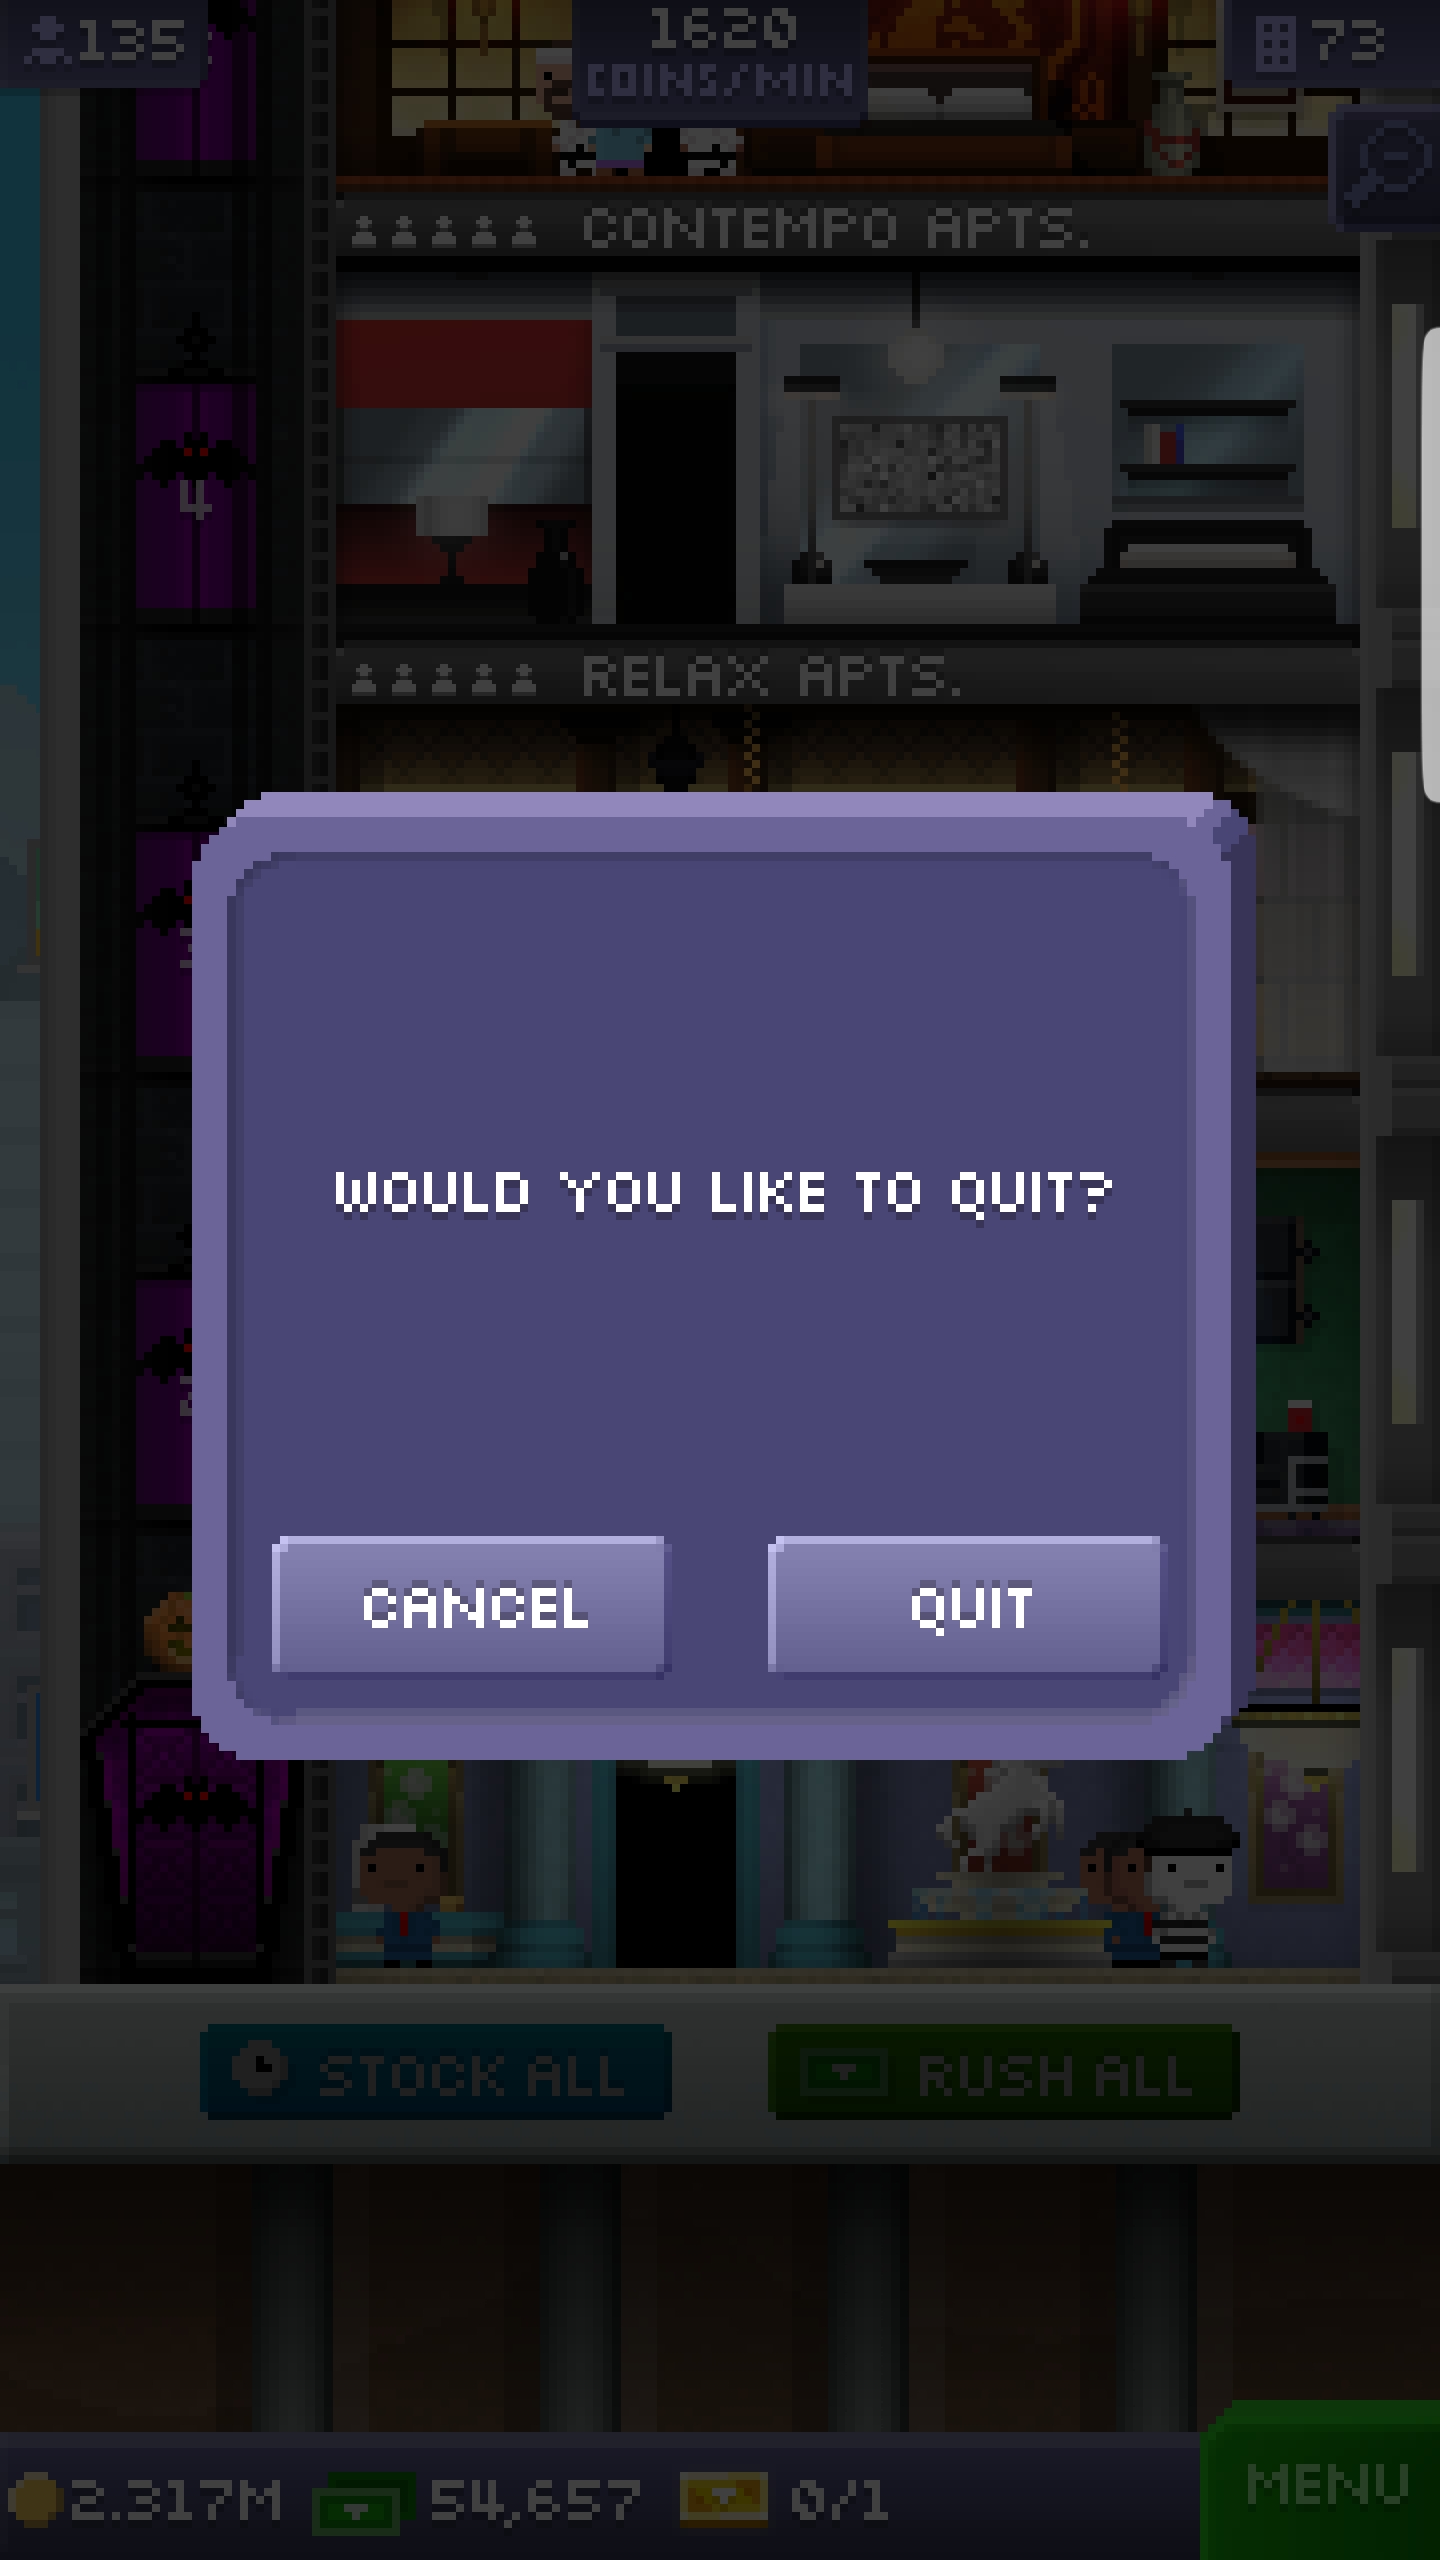 135
1620
COINS/MIN
73
CONTEMPO APTS.
4
RELAX APTS.
WOULD YOU LIKE TO QUIT?
CANCEL
QUIT
STOCK ALL
RUSH ALL
2.317M
54,657
0/1
MENU